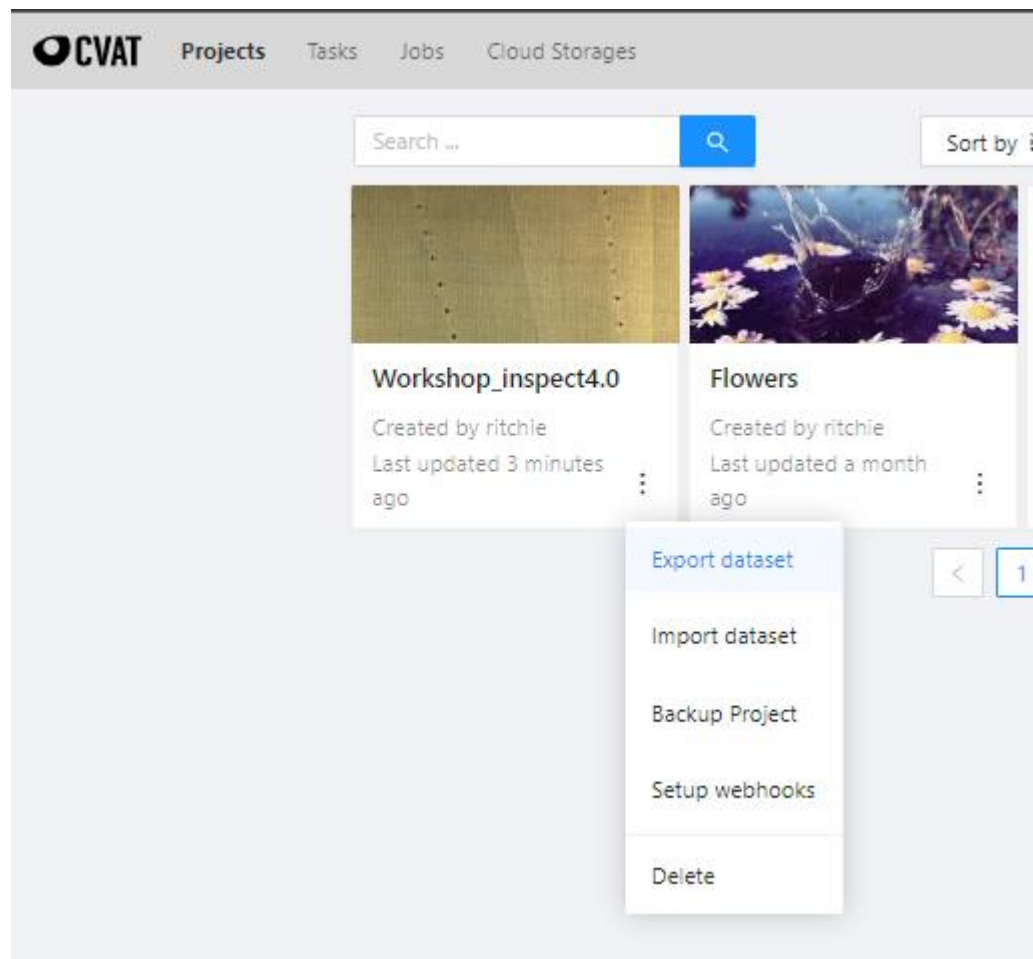 CVAT Projects Tasks Jobs Cloud Storages
Search ...
Sort by
Workshop_inspect4.0
Created by ritchie
Last updated 3 minutes
ago
Flowers
Created by ritchie
Last updated a month
ago
Export dataset
Import dataset
Backup Project
Setup webhooks
Delete
< 1